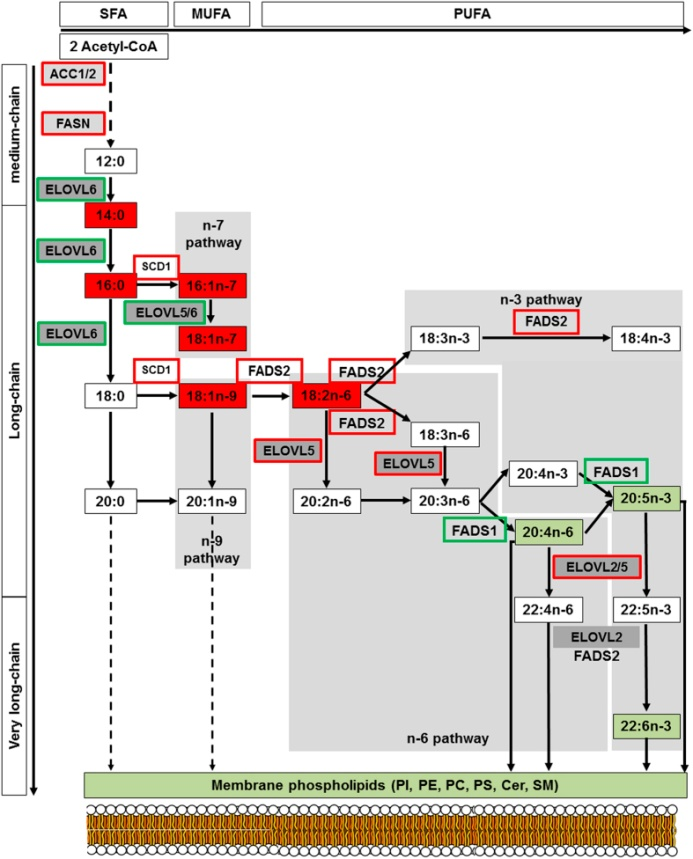 SFA
MUFA
PUFA
2 Acetyl-CoA
ACC1/2
medium-chain
FASN
12:0
ELOVL6
14:0
n-7
pathway
ELOVL6
SCD1
16:0
16:1n-7
n-3 pathway
ELOVL5/6
FADS2
ELOVL6
18:1n-7
18:3n-3
18:4n-3
Long-chain
SCD1
FADS2
FADS2
18:0
18:1n-9
18:2n-6
FADS2
18:3n-6
ELOVL5
ELOVL5
20:4n-3
FADS1
20:0
20:1n-9
20:2n-6
20:3n-6
20:5n-3
FADS1
20:4n-6
n-9
pathway
ELOVL2/5
22:4n-6
22:5n-3
ELOVL2
FADS2
Very long-chain
22:6n-3
n-6 pathway
Membrane phospholipids (PI, PE, PC, PS, Cer, SM)